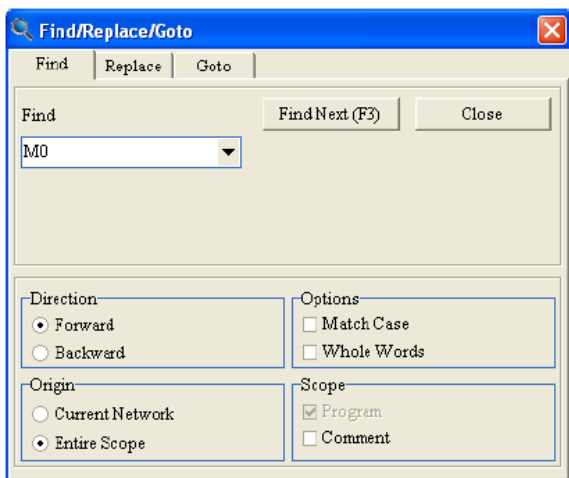 Find/Replace/Goto
Find Replace Goto
Find Find Next (F3) Close
M0
Direction Options
Forward Match Case
Backward Whole Words
Origin Scope
Current Network Program
Entire Scope Comment